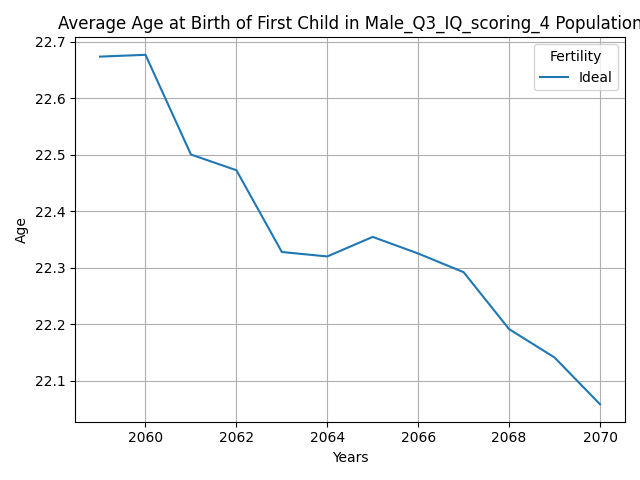 Average Age at Birth of First Child in Male_Q3_IQ_scoring_4 Population
22.7
22.6
22.5
22.4
22.3
22.2
22.1
Age
Fertility
Ideal
2060 2062 2064 2066 2068 2070
Years